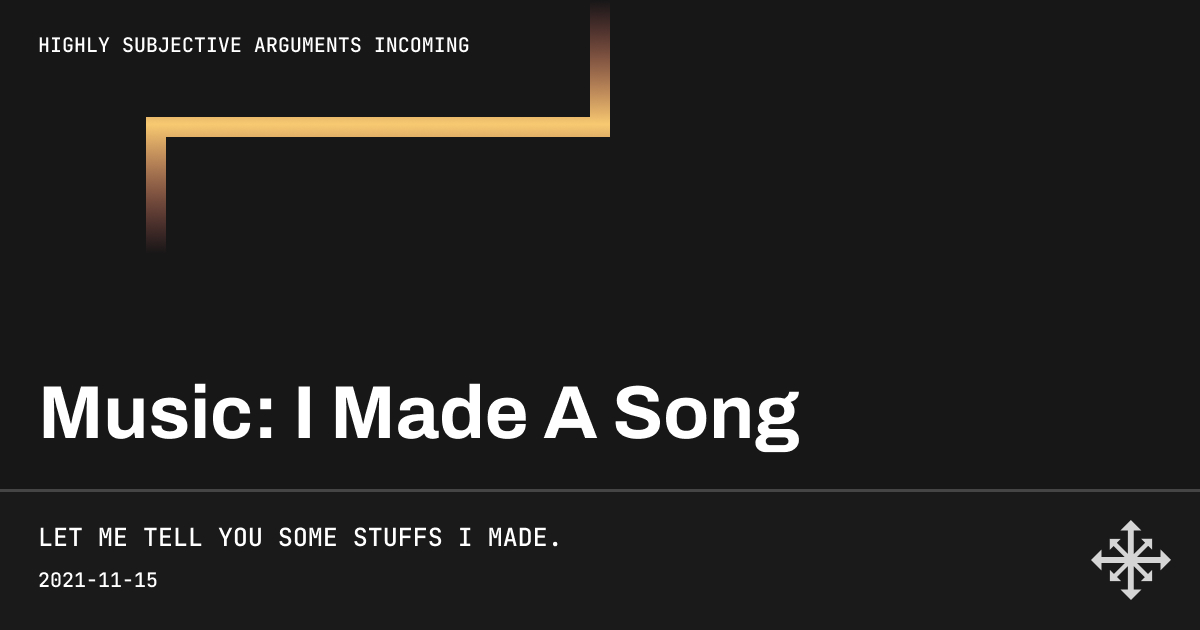 HIGHLY SUBJECTIVE ARGUMENTS INCOMING
Music: I Made A Song
LET ME TELL YOU SOME STUFFS I MADE.
2021-11-15